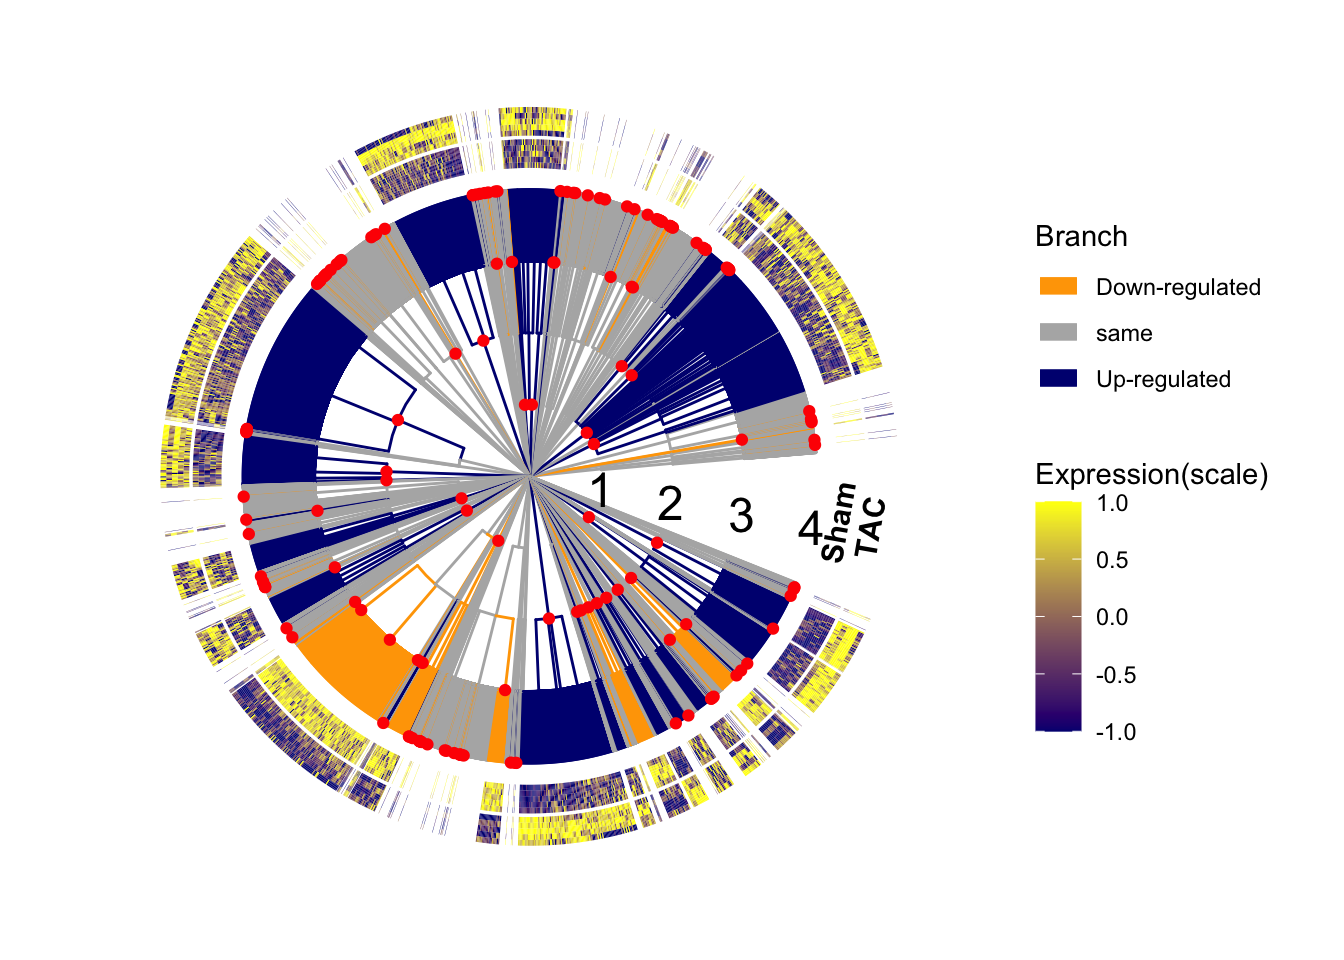 Branch
Down-regulated
same
Up-regulated
Expression(scale)
1.0
0.5
0.0
-0.5
-1.0
1
2
3
4
sham
TAC